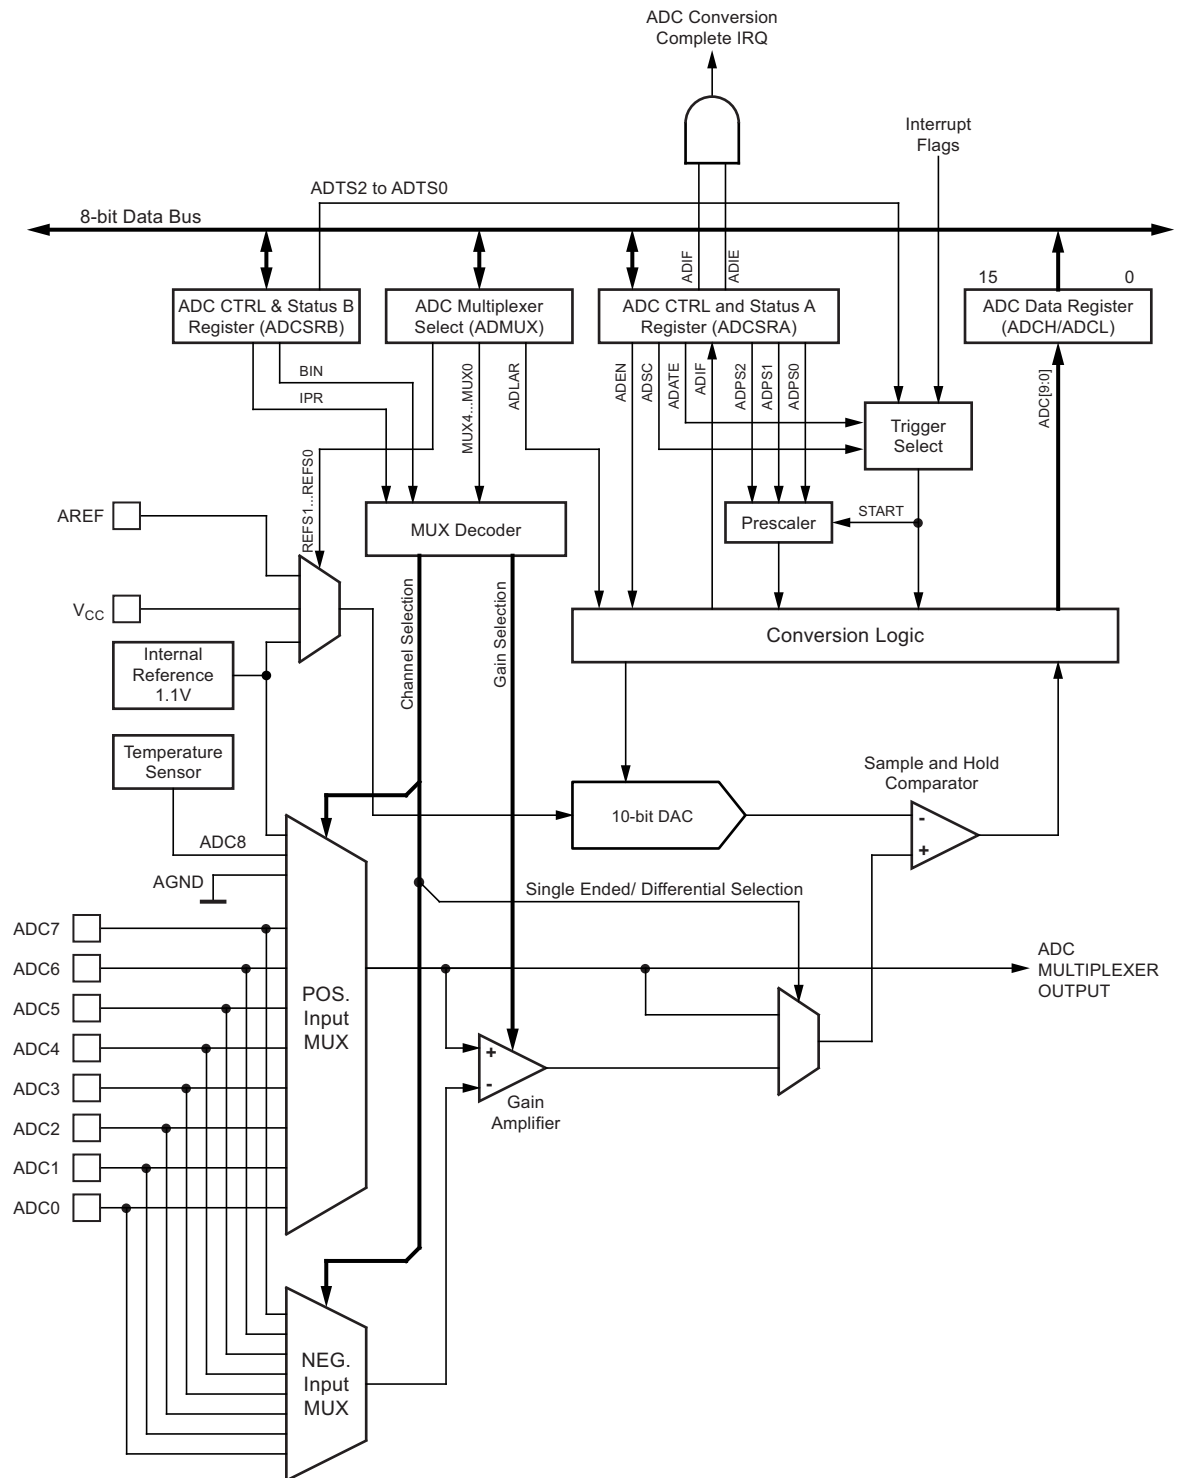 ADC Conversion
Complete IRQ
Interrupt
Flags
ADTS2 to ADTS0
8-bit Data Bus
ADIF
ADIE
15
0
ADC CTRL & Status B
Register (ADCSRB)
ADC Multiplexer
Select (ADMUX)
ADC CTRL and Status A
Register (ADCSRA)
ADC Data Register
(ADCH/ADCL)
BIN
IPR
REFS1...REFS0
MUX4...MUX0
ADLAR
ADEN
ADSC
ADATE
ADIF
ADPS2
ADPS1
ADPS0
ADC[9:0]
Trigger
Select
AREF
MUX Decoder
Prescaler
START
VCC
Channel Selection
Gain Selection
Conversion Logic
Internal
Reference
1.1V
Temperature
Sensor
Sample and Hold
Comparator
10-bit DAC
-
+
ADC8
AGND
Single Ended/ Differential Selection
ADC7
ADC6
ADC5
ADC4
ADC3
ADC2
ADC1
ADC0
POS.
Input
MUX
ADC
MULTIPLEXER
OUTPUT
+
-
Gain
Amplifier
NEG.
Input
MUX